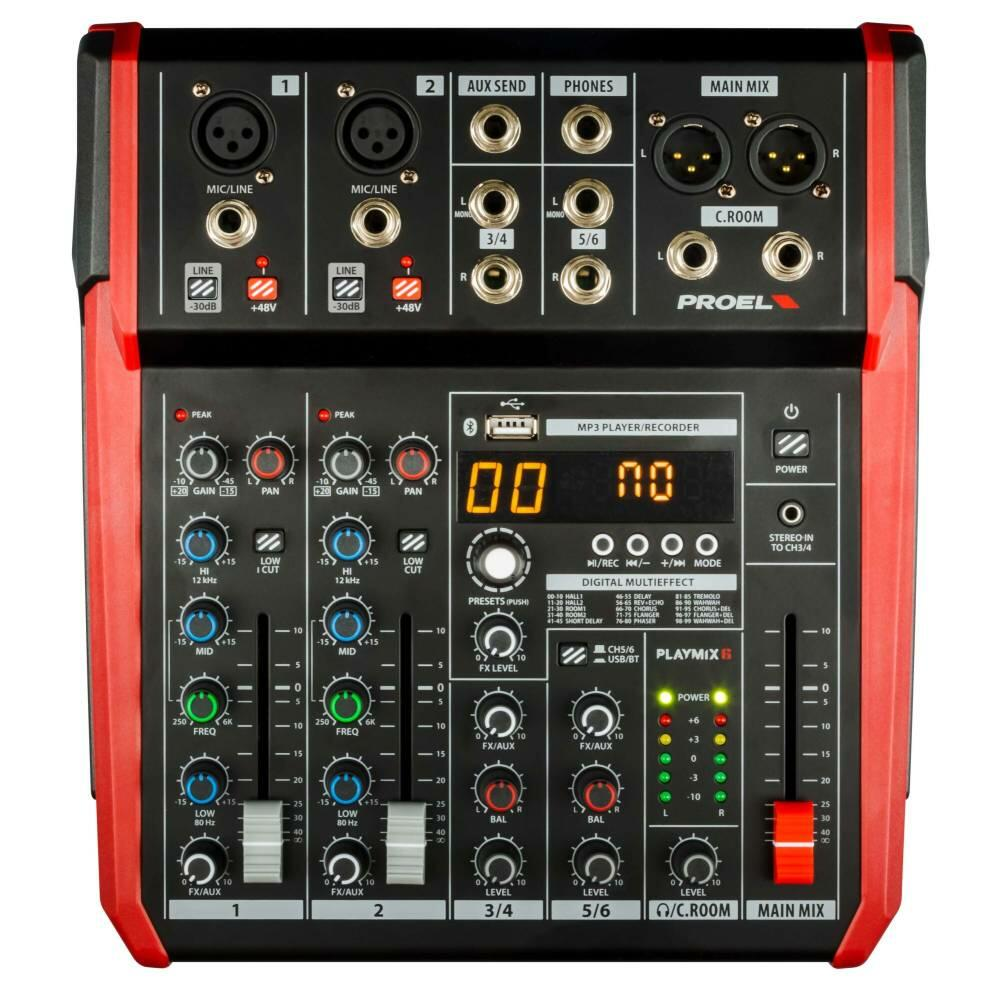 1
2
AUX SEND
PHONES
MAIN MIX
L
R
MIC/LINE
MIC/LINE
L
MONO
L
MONO
C.ROOM
3/4
5/6
L
R
R
R
LINE
-30dB
+48V
LINE
-30dB
+48V
PROEL
PEAK
PEAK
MP3 PLAYER/RECORDER
POWER
00 no
-10 -45
+20 GAIN -15
L R
PAN
-10 -45
+20 GAIN -15
L R
PAN
STEREO IN
TO CH3/4
-15 +15
HI
12 kHz
LOW
CUT
-15 +15
HI
12 kHz
LOW
CUT
▶II/REC I◀◀/− +/▶▶I MODE
PRESETS (PUSH)
DIGITAL MULTIEFFECT
00-10 HALL1 46-55 DELAY 81-85 TREMOLO
11-20 HALL2 56-65 REV+ECHO 86-90 WAHWAH
21-30 ROOM1 66-70 CHORUS 91-95 CHORUS+DEL
31-40 ROOM2 71-75 FLANGER 96-97 FLANGER+DEL
41-45 SHORT DELAY 76-80 PHASER 98-99 WAHWAH+DEL
-15 +15
MID
-15 +15
MID
0 10
FX LEVEL
CH5/6
USB/BT
PLAYMIX 6
10
5
0
5
10
15
20
25
30
40
∞
10
5
0
5
10
15
20
25
30
40
∞
10
5
0
5
10
15
20
25
30
40
∞
250 6K
FREQ
250 6K
FREQ
0 10
FX/AUX
0 10
FX/AUX
POWER
+6
+3
0
-3
-10
L R
-15 +15
LOW
80 Hz
-15 +15
LOW
80 Hz
L R
BAL
L R
BAL
0 10
FX/AUX
0 10
FX/AUX
0 10
LEVEL
0 10
LEVEL
0 10
LEVEL
1
2
3/4
5/6
/C.ROOM
MAIN MIX